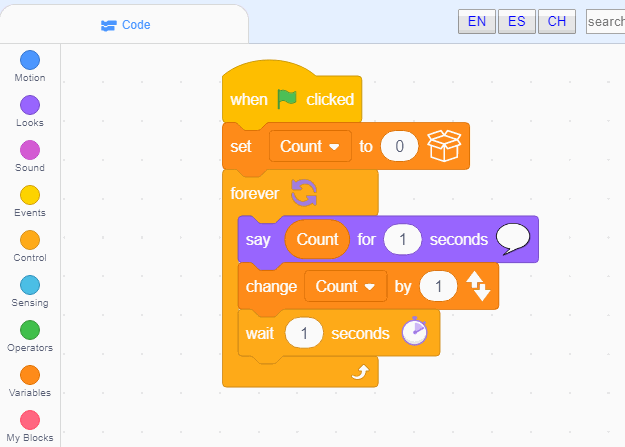 Code
EN ES CH search
Motion
Looks
Sound
Events
Control
Sensing
Operators
Variables
My Blocks
when clicked
set Count to 0
forever
say Count for 1 seconds
change Count by 1
wait 1 seconds